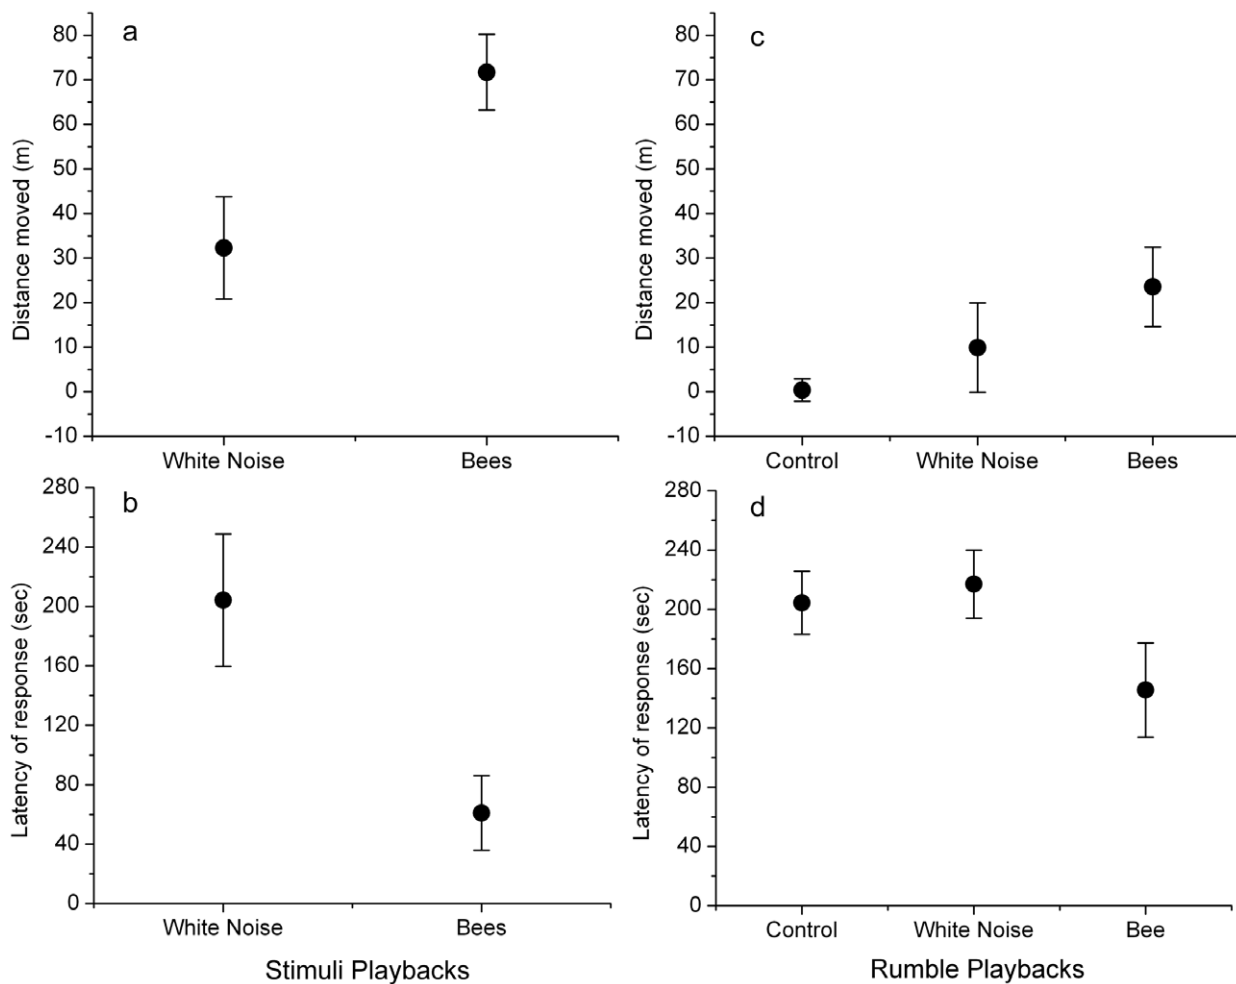 a
Distance moved (m)
80
70
60
50
40
30
20
10
0
-10
White Noise Bees
c
Distance moved (m)
80
70
60
50
40
30
20
10
0
-10
Control White Noise Bees
b
Latency of response (sec)
280
240
200
160
120
80
40
0
White Noise Bees
Stimuli Playbacks
d
Latency of response (sec)
280
240
200
160
120
80
40
0
Control White Noise Bee
Rumble Playbacks